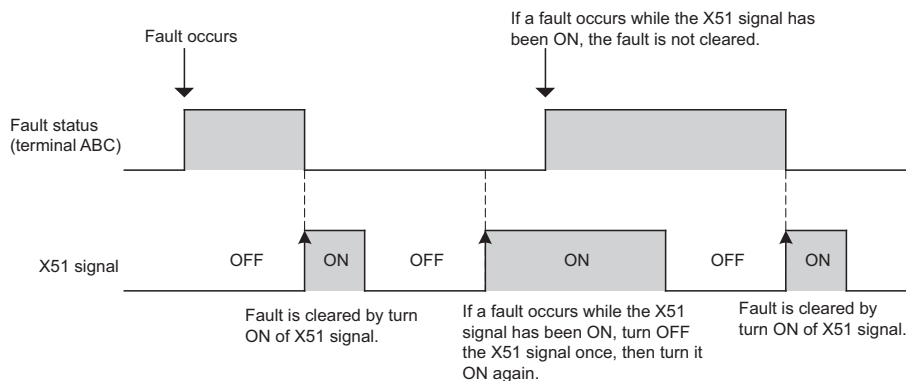 If a fault occurs while the X51 signal has
been ON, the fault is not cleared.
Fault occurs
Fault status
(terminal ABC)
X51 signal
OFF
ON
OFF
ON
OFF
ON
Fault is cleared by turn
ON of X51 signal.
If a fault occurs while the X51
signal has been ON, turn OFF
the X51 signal once, then turn it
ON again.
Fault is cleared by
turn ON of X51 signal.